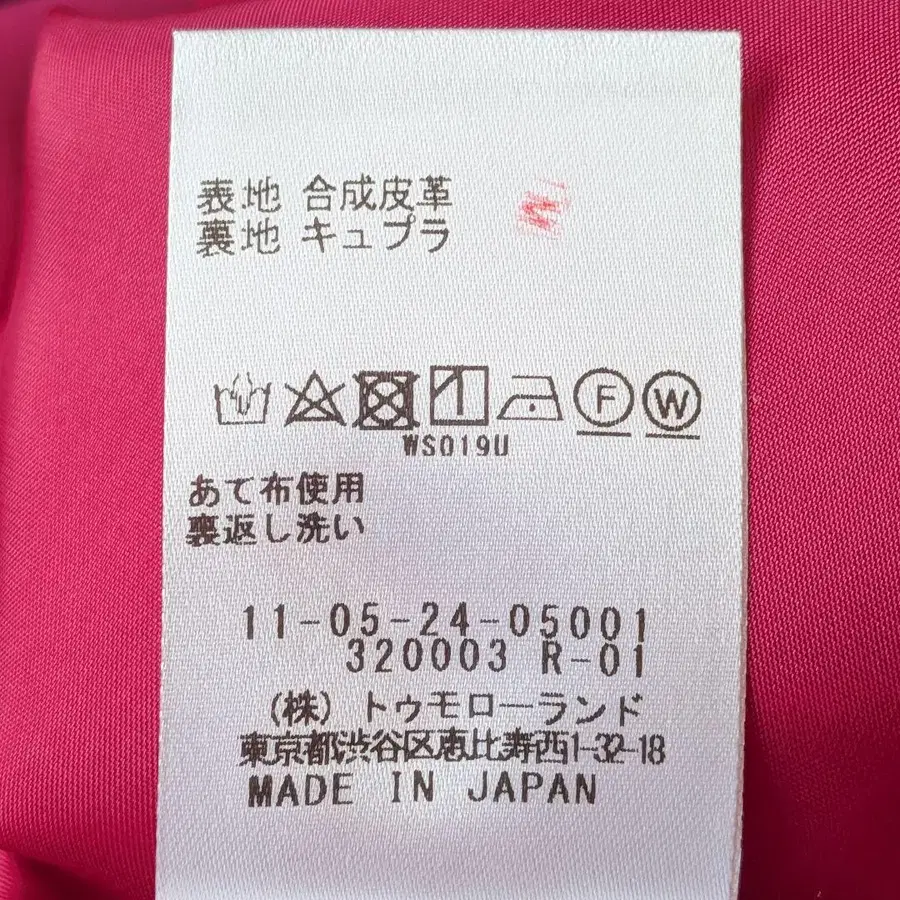 表地 合成皮革
裏地 キュプラ
F W
WS019U
あて布使用
裏返し洗い
11-05-24-05001
320003 R-01
(株) トゥモローランド
東京都渋谷区恵比寿西1-32-18
MADE IN JAPAN